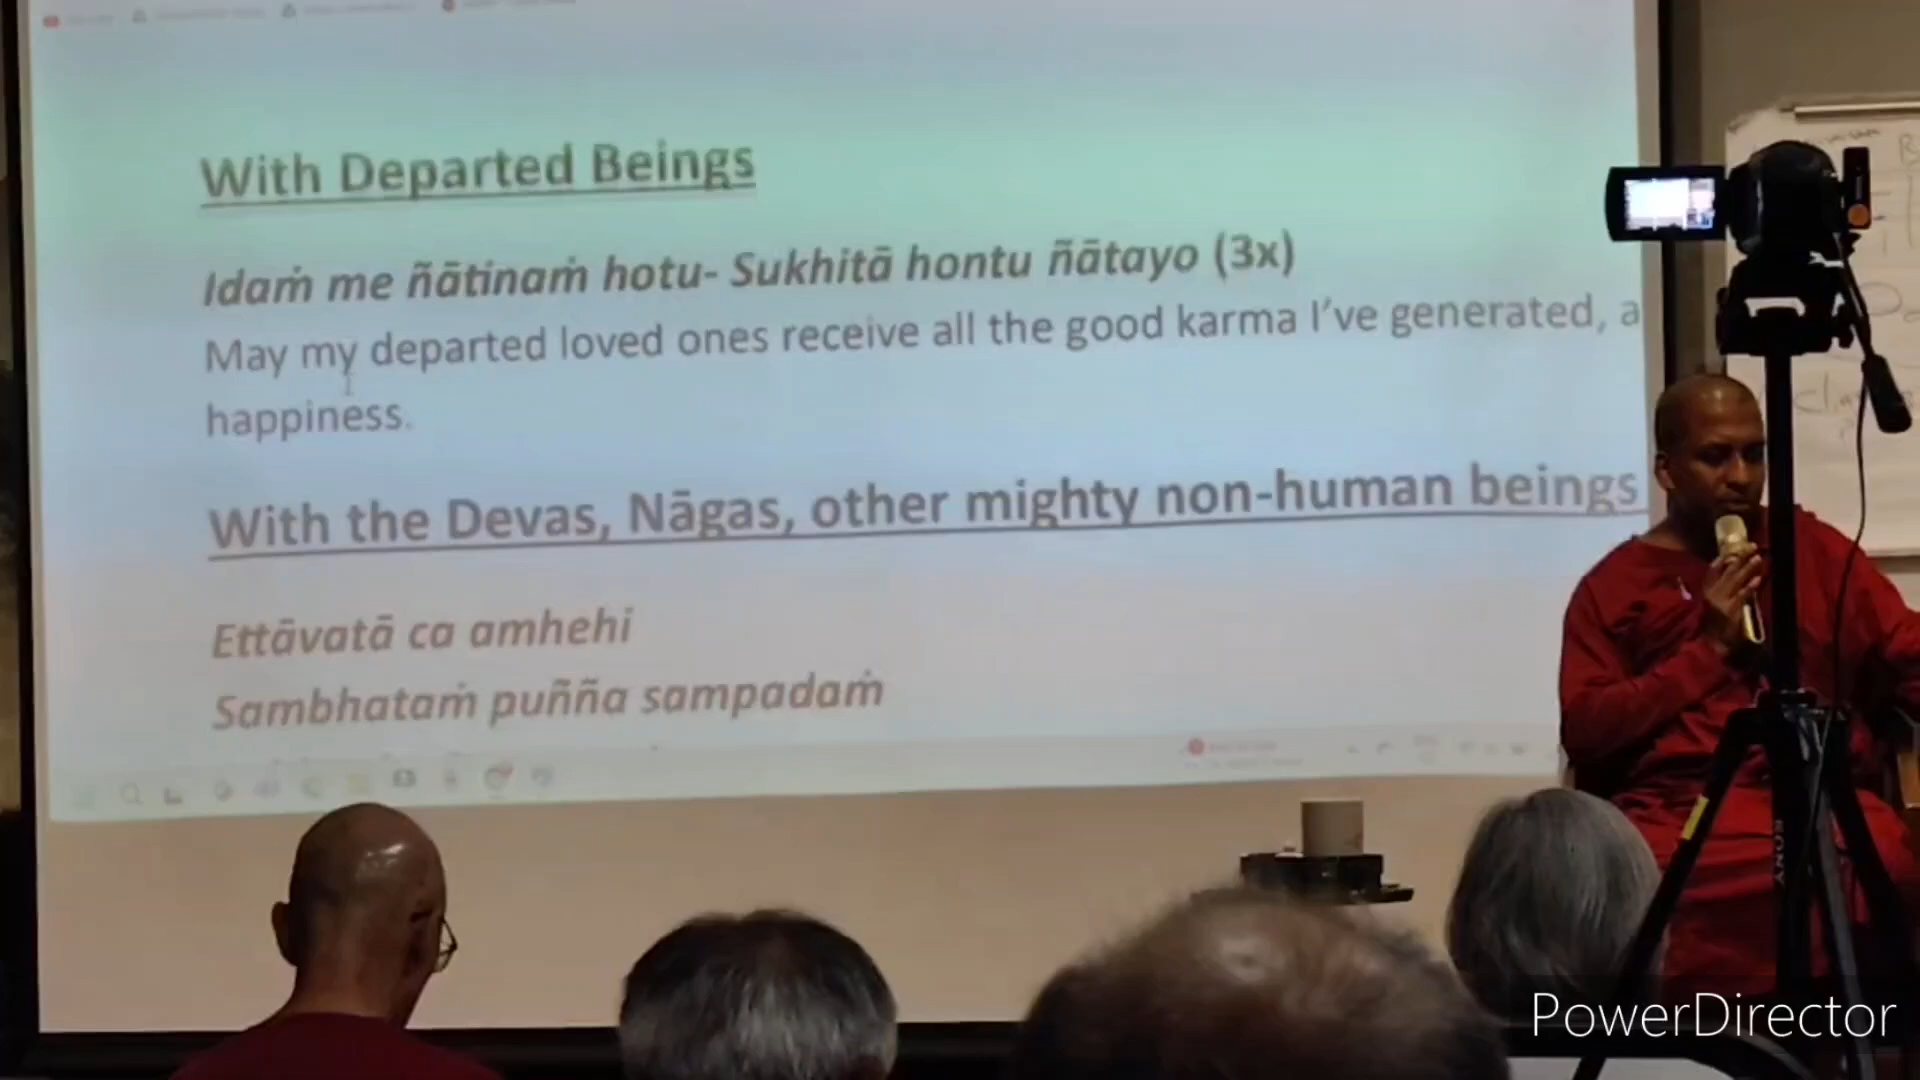 With Departed Beings
Idaṁ me ñātinaṁ hotu- Sukhitā hontu ñātayo (3x)
May my departed loved ones receive all the good karma I’ve generated, a
happiness.
With the Devas, Nāgas, other mighty non-human beings
Ettāvatā ca amhehi
Sambhataṁ puñña sampadaṁ
SONY
PowerDirector